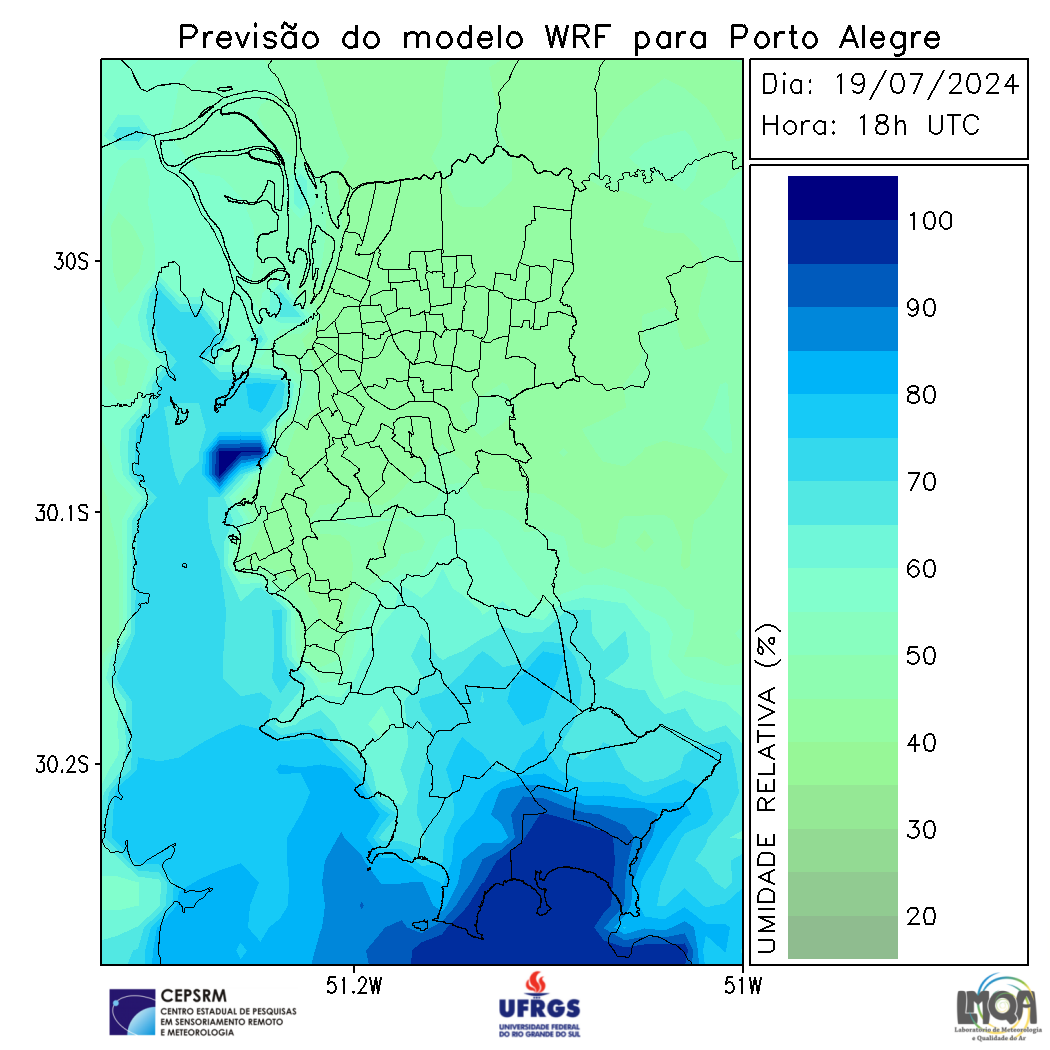 Previsão do modelo WRF para Porto Alegre
Dia: 19/07/2024
Hora: 18h UTC
30S
30.1S
30.2S
51.2W
51W
UMIDADE RELATIVA (%)
100
90
80
70
60
50
40
30
20
CEPSRM
CENTRO ESTADUAL DE PESQUISAS
EM SENSORIAMENTO REMOTO
E METEOROLOGIA
UFRGS
UNIVERSIDADE FEDERAL
DO RIO GRANDE DO SUL
LMQA
Laboratório de Meteorologia
e Qualidade do Ar